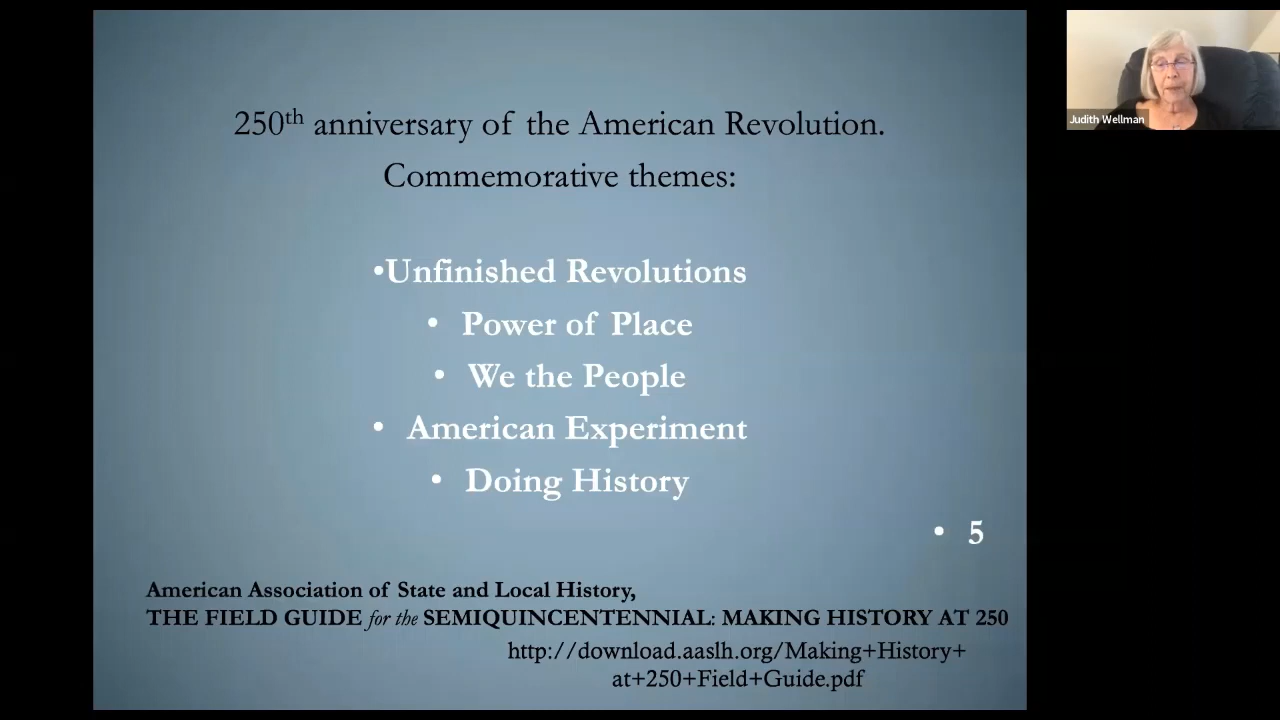 250th anniversary of the American Revolution.
Commemorative themes:
•Unfinished Revolutions
• Power of Place
• We the People
• American Experiment
• Doing History
• 5
American Association of State and Local History,
THE FIELD GUIDE for the SEMIQUINCENTENNIAL: MAKING HISTORY AT 250
http://download.aaslh.org/Making+History+
at+250+Field+Guide.pdf
Judith Wellman